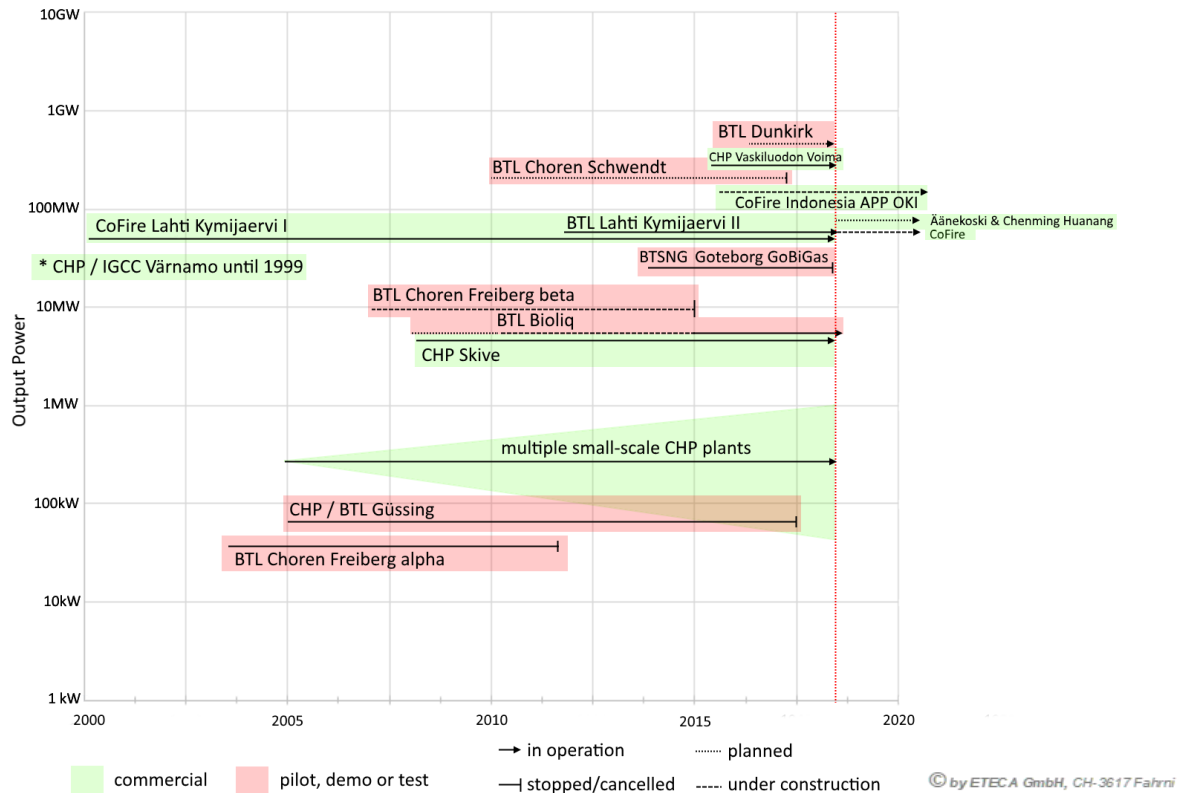 10GW
1GW
BTL Dunkirk
CHP Vaskiluodon Voima
BTL Choren Schwendt
100MW
CoFire Indonesia APP OKI
CoFire Lahti Kymijaervi I
BTL Lahti Kymijaervi II
Äänekoski & Chenming Huanang
CoFire
* CHP / IGCC Värnamo until 1999
BTSNG Goteborg GoBiGas
10MW
BTL Choren Freiberg beta
BTL Bioliq
CHP Skive
Output Power
1MW
multiple small-scale CHP plants
100kW
CHP / BTL Güssing
BTL Choren Freiberg alpha
10kW
1 kW
2000 2005 2010 2015 2020
in operation planned
commercial pilot, demo or test
stopped/cancelled under construction
© by ETECA GmbH, CH-3617 Fahrni